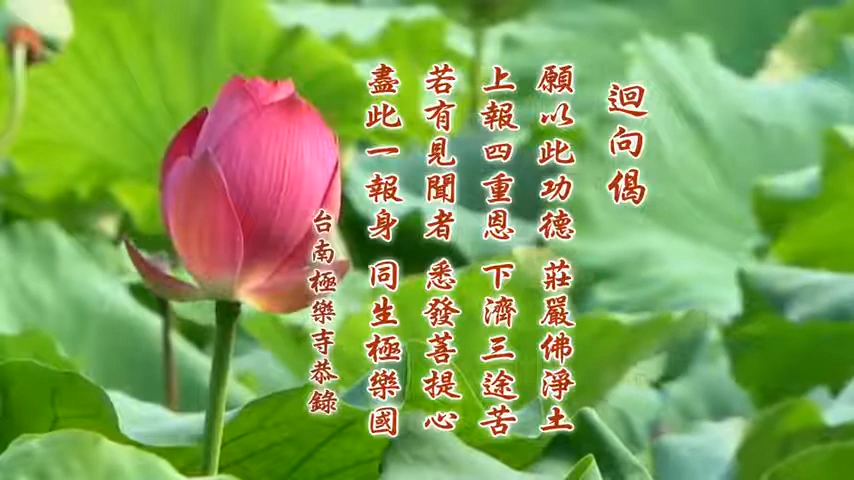 迴向偈
願以此功德 莊嚴佛淨土
上報四重恩 下濟三途苦
若有見聞者 悉發菩提心
盡此一報身 同生極樂國
台南極樂寺恭錄